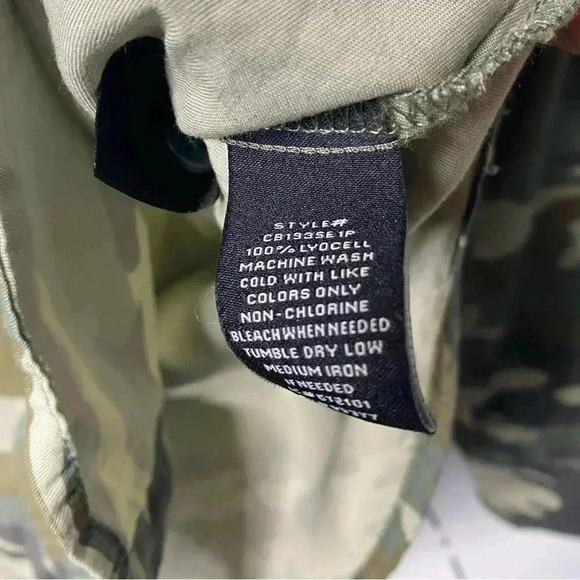 STYLE#
CB193SE1P
100% LYOCELL
MACHINE WASH
COLD WITH LIKE
COLORS ONLY
NON-CHLORINE
BLEACH WHEN NEEDED
TUMBLE DRY LOW
MEDIUM IRON
IF NEEDED